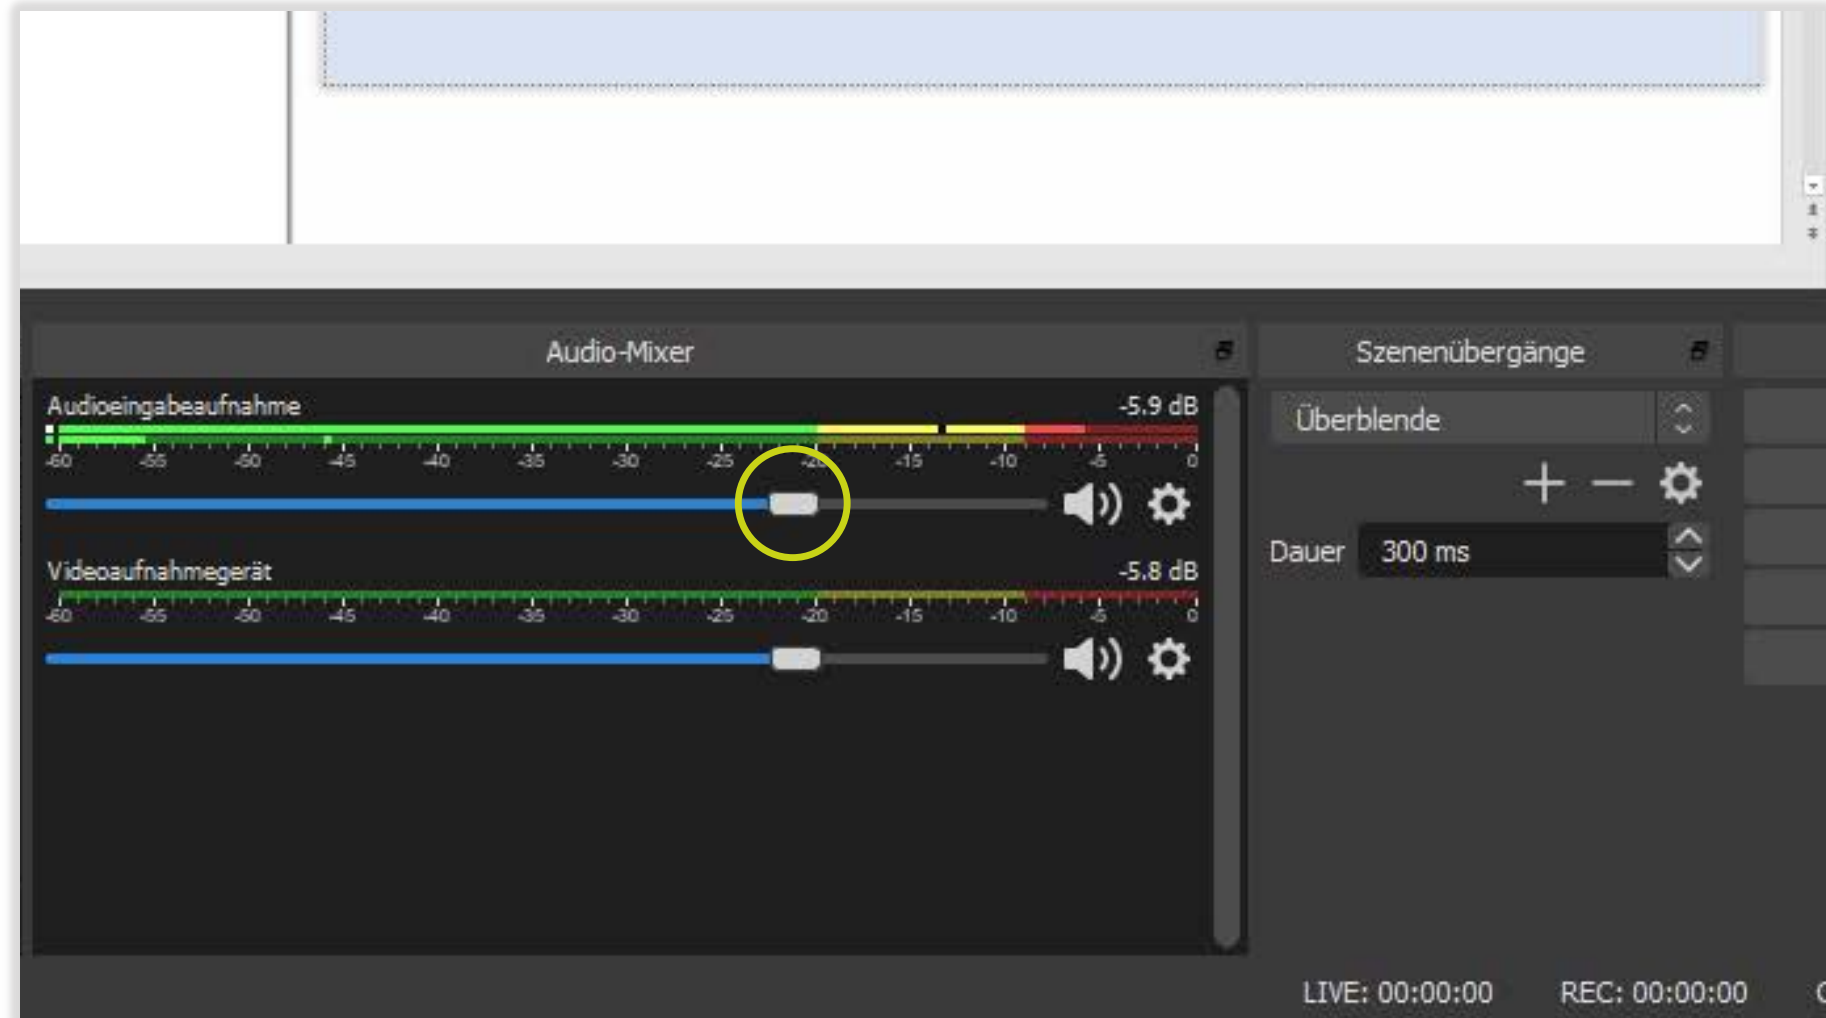 Audio-Mixer
Szenenübergänge
Audioeingabeaufnahme -5.9 dB
-60 -55 -50 -45 -40 -35 -30 -25 -20 -15 -10 -5 0
Überblende
Dauer 300 ms
Videoaufnahmegerät -5.8 dB
-60 -55 -50 -45 -40 -35 -30 -25 -20 -15 -10 -5 0
LIVE: 00:00:00 REC: 00:00:00